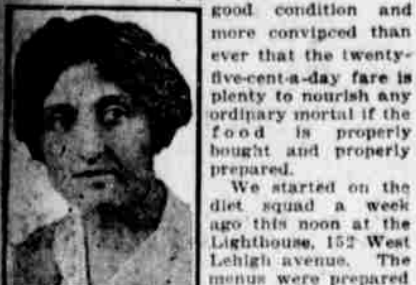 good condition and
more convipced than
ever that the twenty-
five-cent-a-day fare is
plenty to nourish any
ordinary mortal if the
food is properly
bought and properly
prepared.
We started on the
diet squad a week
ago this noon at the
Lighthouse, 152 West
Lehigh avenue. The
menus were prepared